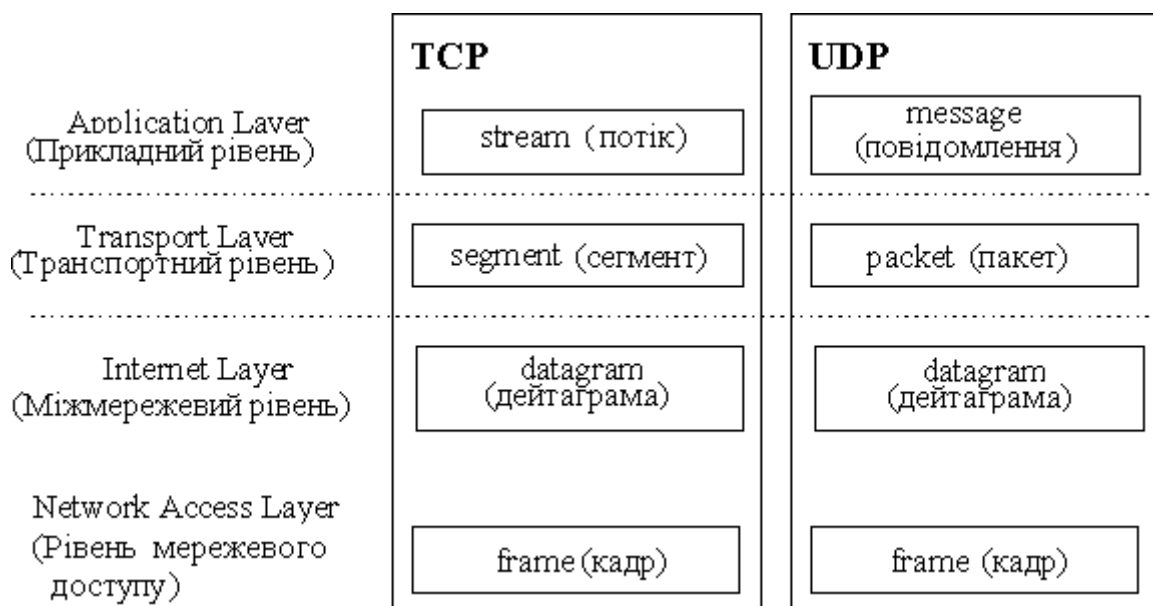 TCP
UDP
Application Layer
(Прикладний рівень)
stream (потік)
message
(повідомлення)
Transport Layer
(Транспортний рівень)
segment (сегмент)
packet (пакет)
Internet Layer
(Міжмережевий рівень)
datagram
(дейтаграма)
datagram
(дейтаграма)
Network Access Layer
(Рівень мережевого
доступу)
frame (кадр)
frame (кадр)